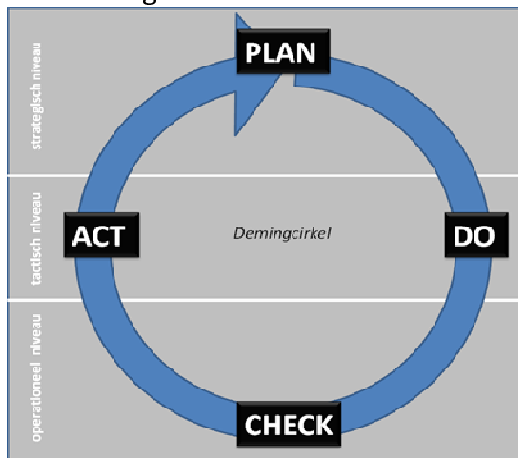 PLAN
strategisch niveau
ACT
Demingcirkel
DO
tactisch niveau
CHECK
operationeel niveau